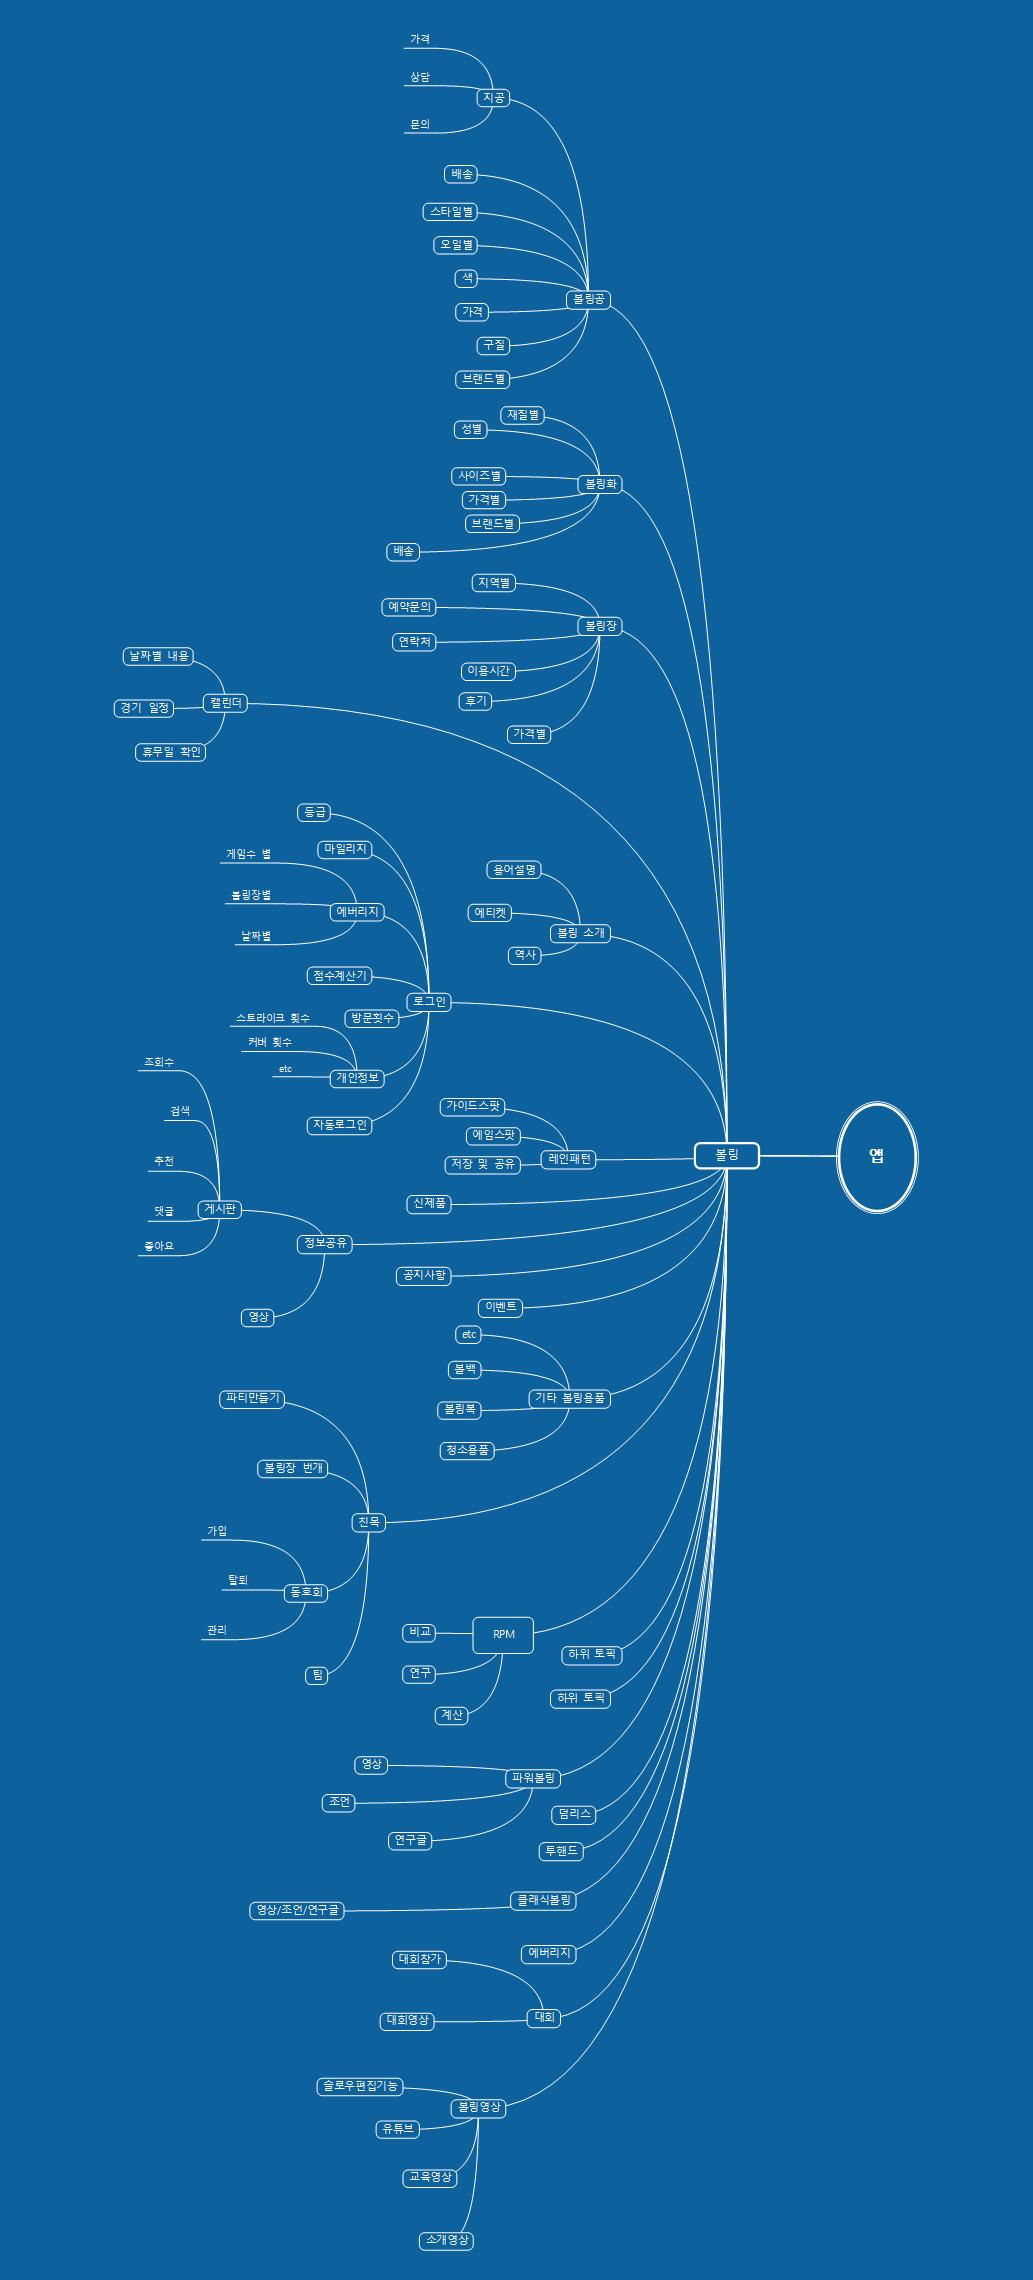 가격
상담
문의
지공
배송
스타일별
오일별
색
가격
구질
브랜드별
볼링공
재질별
성별
사이즈별
가격별
브랜드별
배송
볼링화
지역별
예약문의
연락처
이용시간
후기
가격별
볼링장
날짜별 내용
경기 일정
휴무일 확인
캘린더
용어설명
에티켓
역사
볼링 소개
등급
마일리지
게임수 별
볼링장별
날짜별
에버리지
점수계산기
방문횟수
스트라이크 횟수
커버 횟수
etc
개인정보
자동로그인
로그인
가이드스팟
에임스팟
저장 및 공유
레인패턴
볼링
앱
신제품
조회수
검색
추천
댓글
좋아요
게시판
영상
정보공유
공지사항
이벤트
etc
볼백
볼링복
청소용품
기타 볼링용품
파티만들기
볼링장 번개
가입
탈퇴
관리
동호회
팀
친목
비교
연구
계산
RPM
하위 토픽
하위 토픽
영상
조언
연구글
파워볼링
덤리스
투핸드
영상/조언/연구글
클래식볼링
에버리지
대회참가
대회영상
대회
슬로우편집기능
유튜브
교육영상
소개영상
볼링영상